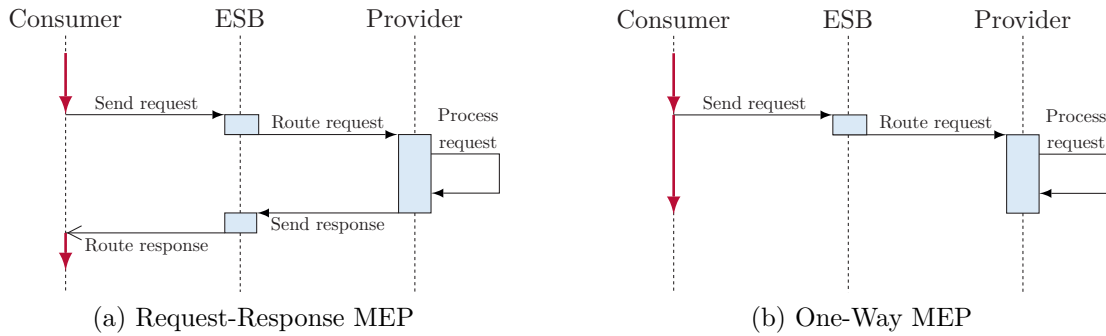 Consumer
ESB
Provider
Send request
Route request
Process
request
Send response
Route response
(a) Request-Response MEP
Consumer
ESB
Provider
Send request
Route request
Process
request
(b) One-Way MEP